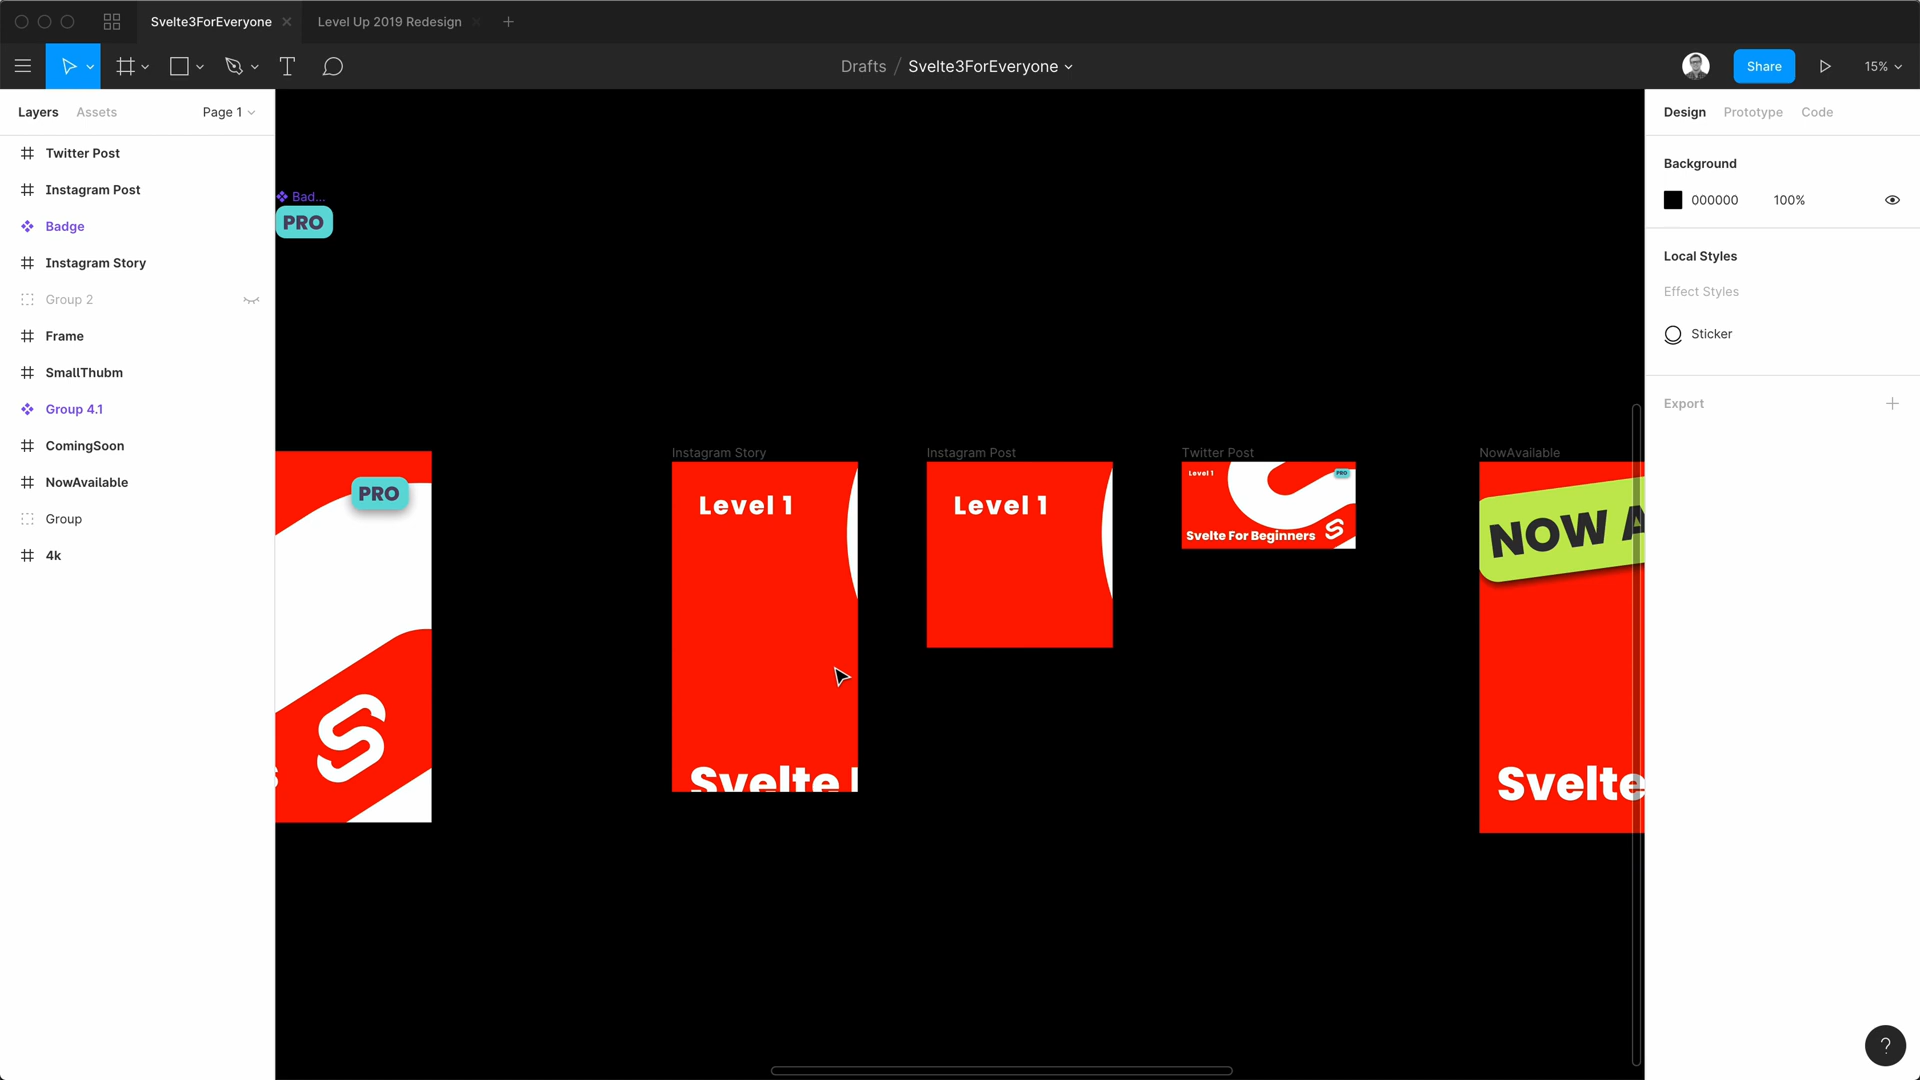 Svelte3ForEveryone
Level Up 2019 Redesign
Drafts / Svelte3ForEveryone
Share
15%
Layers
Assets
Page 1
Twitter Post
Instagram Post
Badge
Instagram Story
Group 2
Frame
SmallThubm
Group 4.1
ComingSoon
NowAvailable
Group
4k
Bad...
PRO
PRO
S
Instagram Story
Level 1
Svelte
Instagram Post
Level 1
Twitter Post
Level 1
PRO
Svelte For Beginners
NowAvailable
NOW A
Svelte
Design
Prototype
Code
Background
000000
100%
Local Styles
Effect Styles
Sticker
Export
?